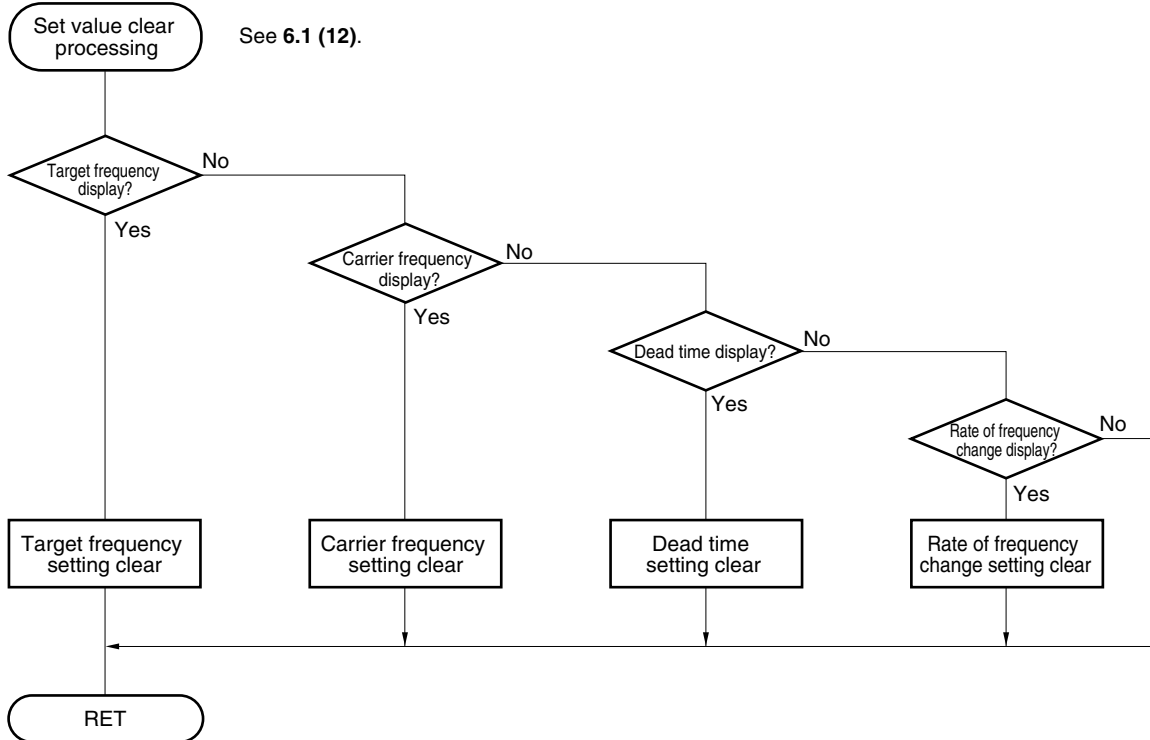 Set value clear
processing
See 6.1 (12).
Target frequency
display?
No
Yes
Carrier frequency
display?
No
Yes
Dead time display?
No
Yes
Rate of frequency
change display?
No
Yes
Target frequency
setting clear
Carrier frequency
setting clear
Dead time
setting clear
Rate of frequency
change setting clear
RET